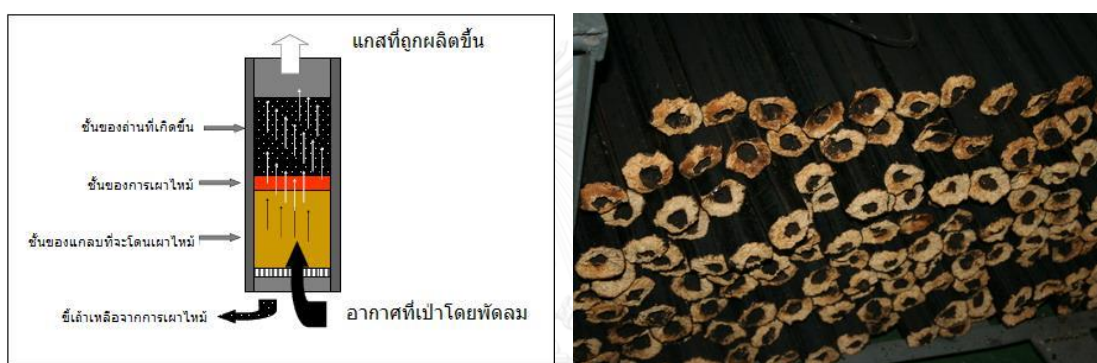 แกสที่ถูกผลิตขึ้น
ชั้นของถ่านที่เกิดขึ้น
ชั้นของการเผาไหม้
ชั้นของแกลบที่จะโดนเผาไหม้
ขี้เถ้าเหลือจากการเผาไหม้
อากาศที่เป่าโดยพัดลม